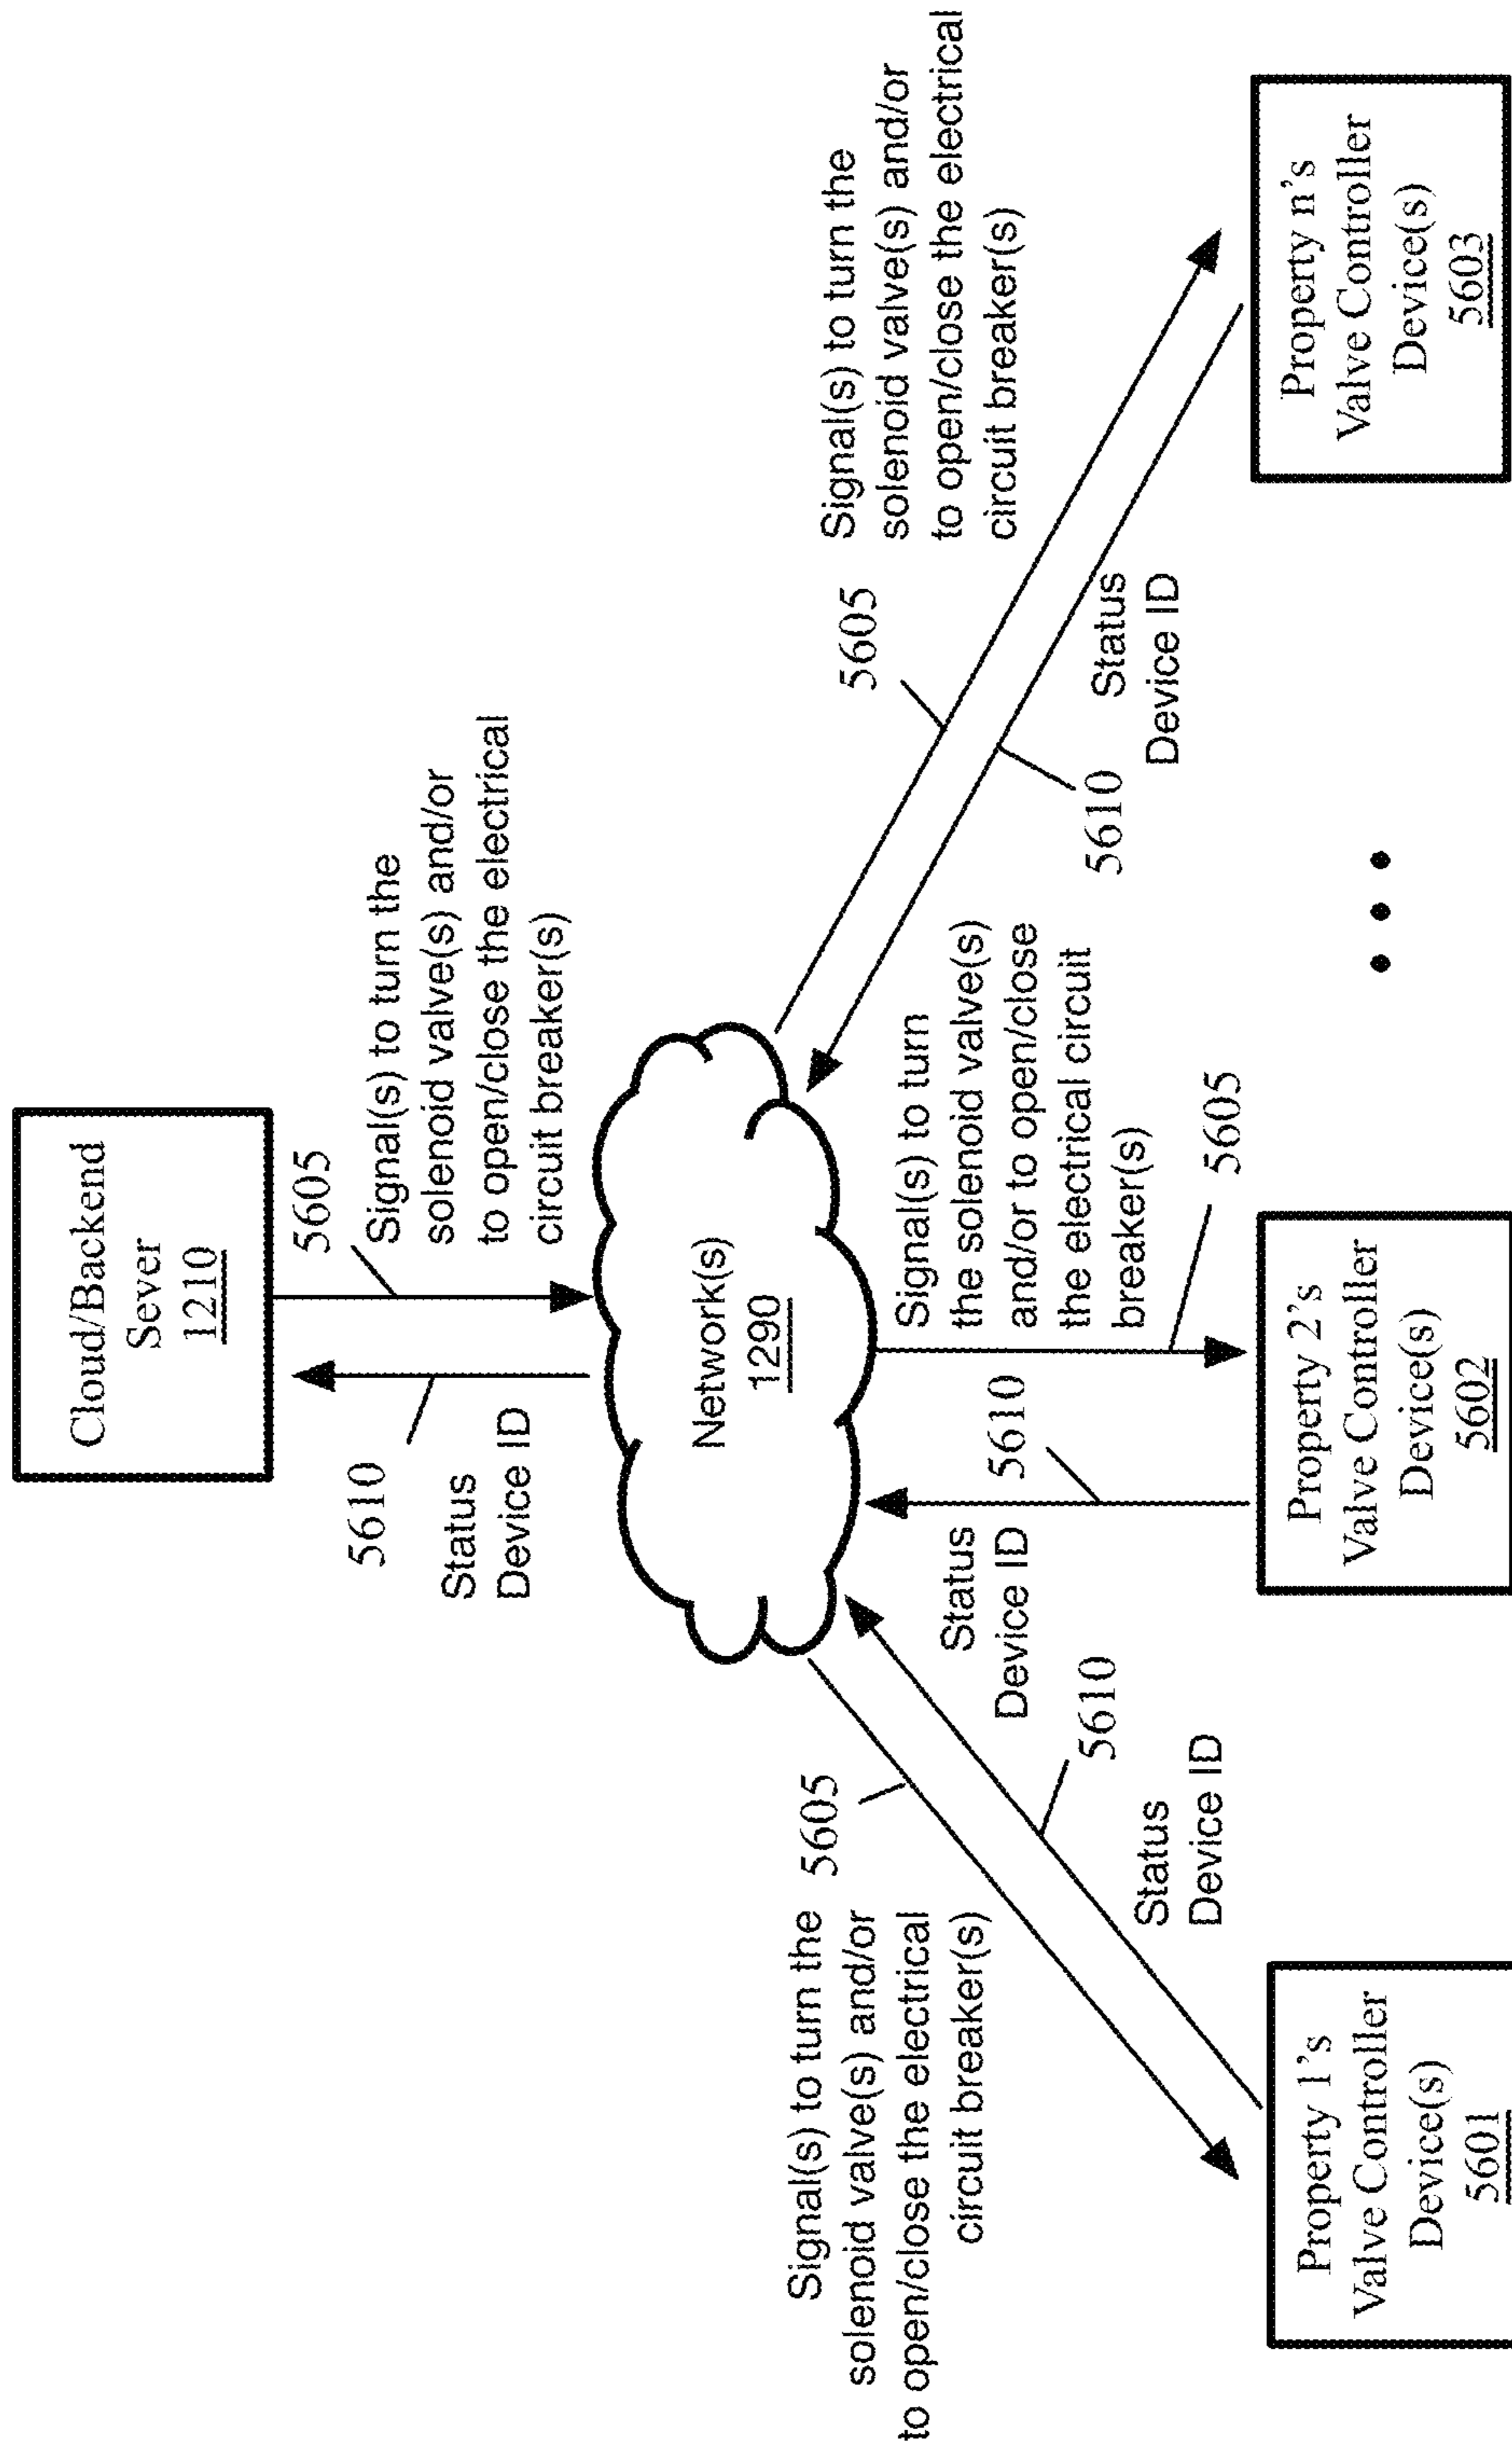 Cloud/Backend
Sever
1210
5610
Status
Device ID
5605
Signal(s) to turn the
solenoid valve(s) and/or
to open/close the electrical
circuit breaker(s)
Network(s)
1290
Signal(s) to turn the
solenoid valve(s) and/or
to open/close the electrical
circuit breaker(s)
5605
5610
Status
Device ID
Status
Device ID
5610
Signal(s) to turn
the solenoid valve(s)
and/or to open/close
the electrical circuit
breaker(s)
5605
5605
Signal(s) to turn the
solenoid valve(s) and/or
to open/close the electrical
circuit breaker(s)
5610
Status
Device ID
Property 1's
Valve Controller
Device(s)
5601
Property 2's
Valve Controller
Device(s)
5602
• • •
Property n's
Valve Controller
Device(s)
5603